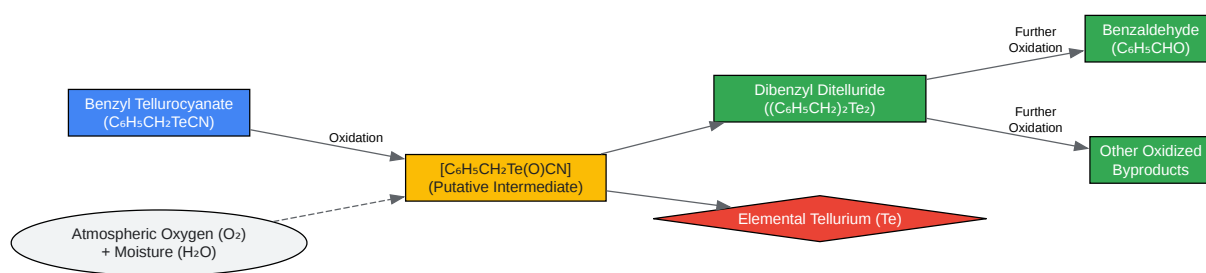 Benzyl Tellurocyanate
(C₆H₅CH₂TeCN)
Oxidation
Atmospheric Oxygen (O₂)
+ Moisture (H₂O)
[C₆H₅CH₂Te(O)CN]
(Putative Intermediate)
Dibenzyl Ditelluride
((C₆H₅CH₂)₂Te₂)
Elemental Tellurium (Te)
Further
Oxidation
Benzaldehyde
(C₆H₅CHO)
Further
Oxidation
Other Oxidized
Byproducts